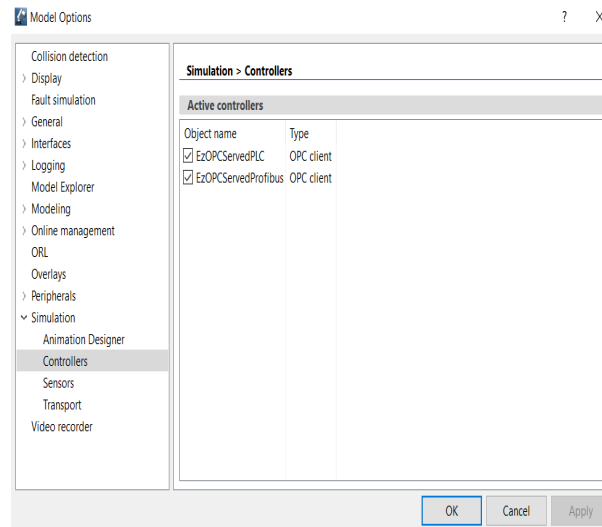 Model Options
?
Collision detection
Display
Fault simulation
General
Interfaces
Logging
Model Explorer
Modeling
Online management
ORL
Overlays
Peripherals
Simulation
Animation Designer
Controllers
Sensors
Transport
Video recorder
Simulation > Controllers
Active controllers
Object name Type
EzOPCServedPLC OPC client
EzOPCServedProfibus OPC client
OK Cancel Apply